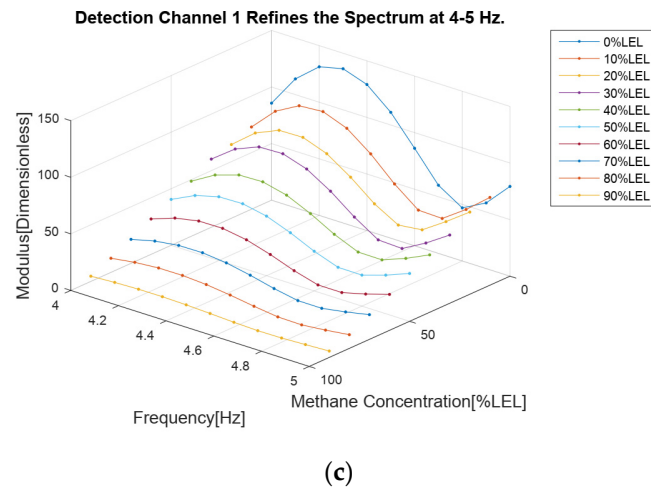 Detection Channel 1 Refines the Spectrum at 4-5 Hz.
0%LEL
10%LEL
20%LEL
30%LEL
40%LEL
50%LEL
60%LEL
70%LEL
80%LEL
90%LEL
Modulus[Dimensionless]
150
100
50
0
4
4.2
4.4
4.6
4.8
5
Frequency[Hz]
0
50
100
Methane Concentration[%LEL]
(c)